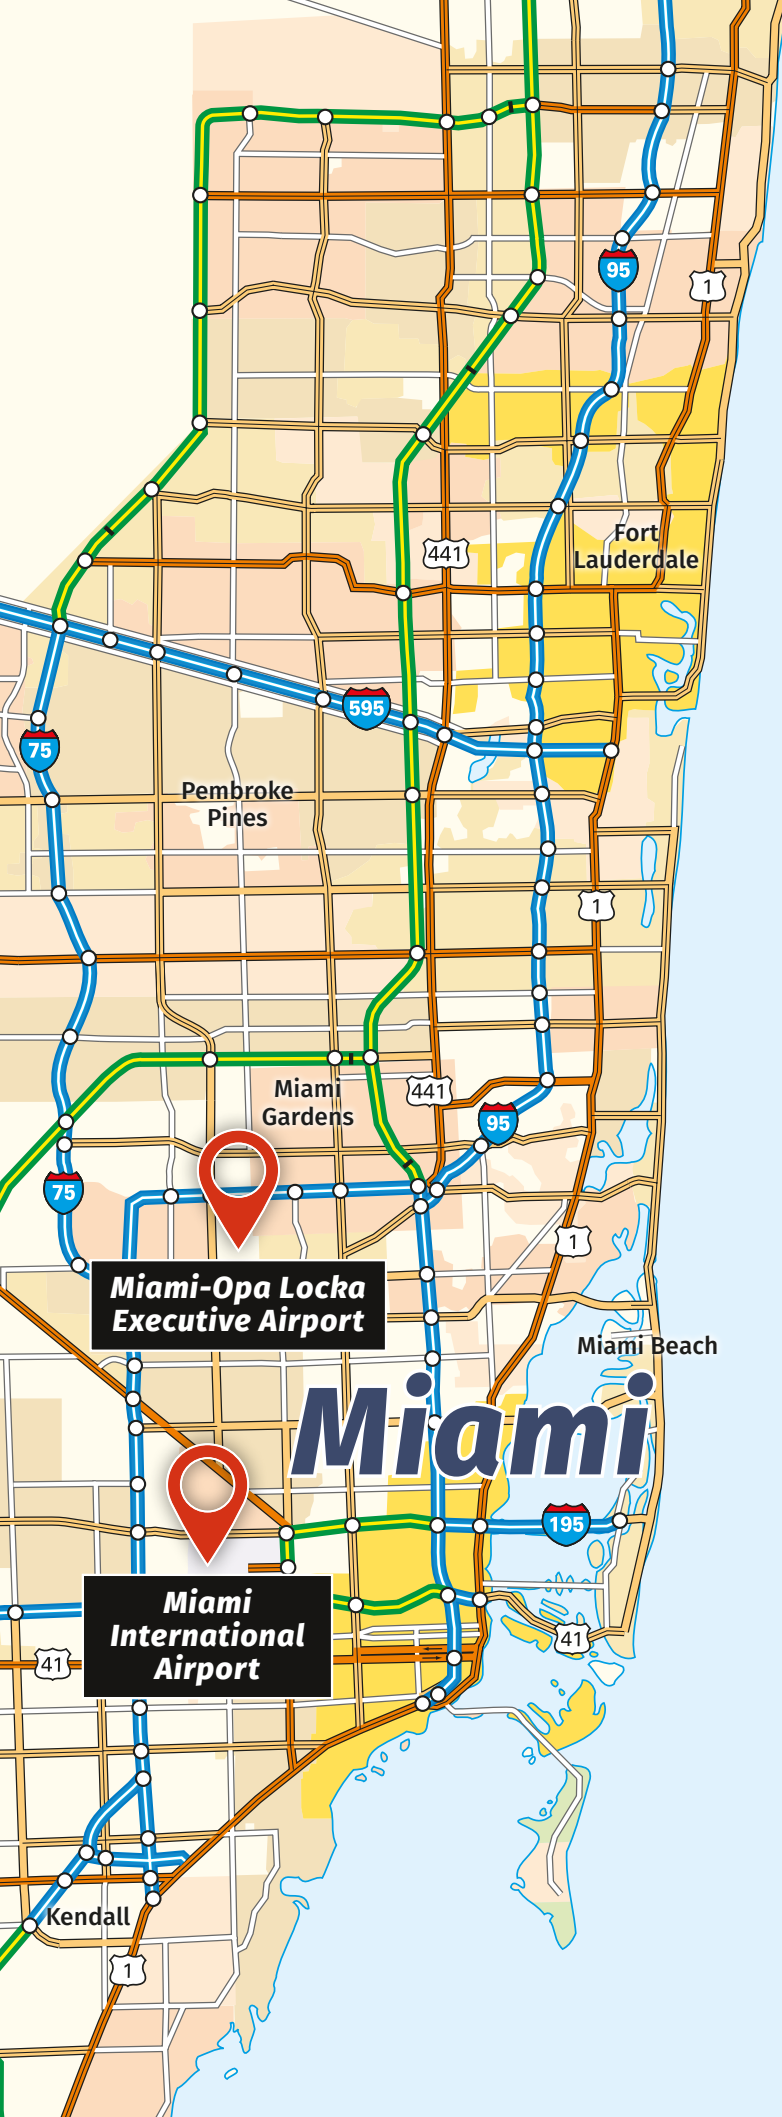 95
1
Fort
Lauderdale
441
595
75
Pembroke
Pines
1
Miami
Gardens
441
95
75
1
Miami-Opa Locka
Executive Airport
Miami Beach
Miami
195
Miami
International
Airport
41
41
Kendall
1